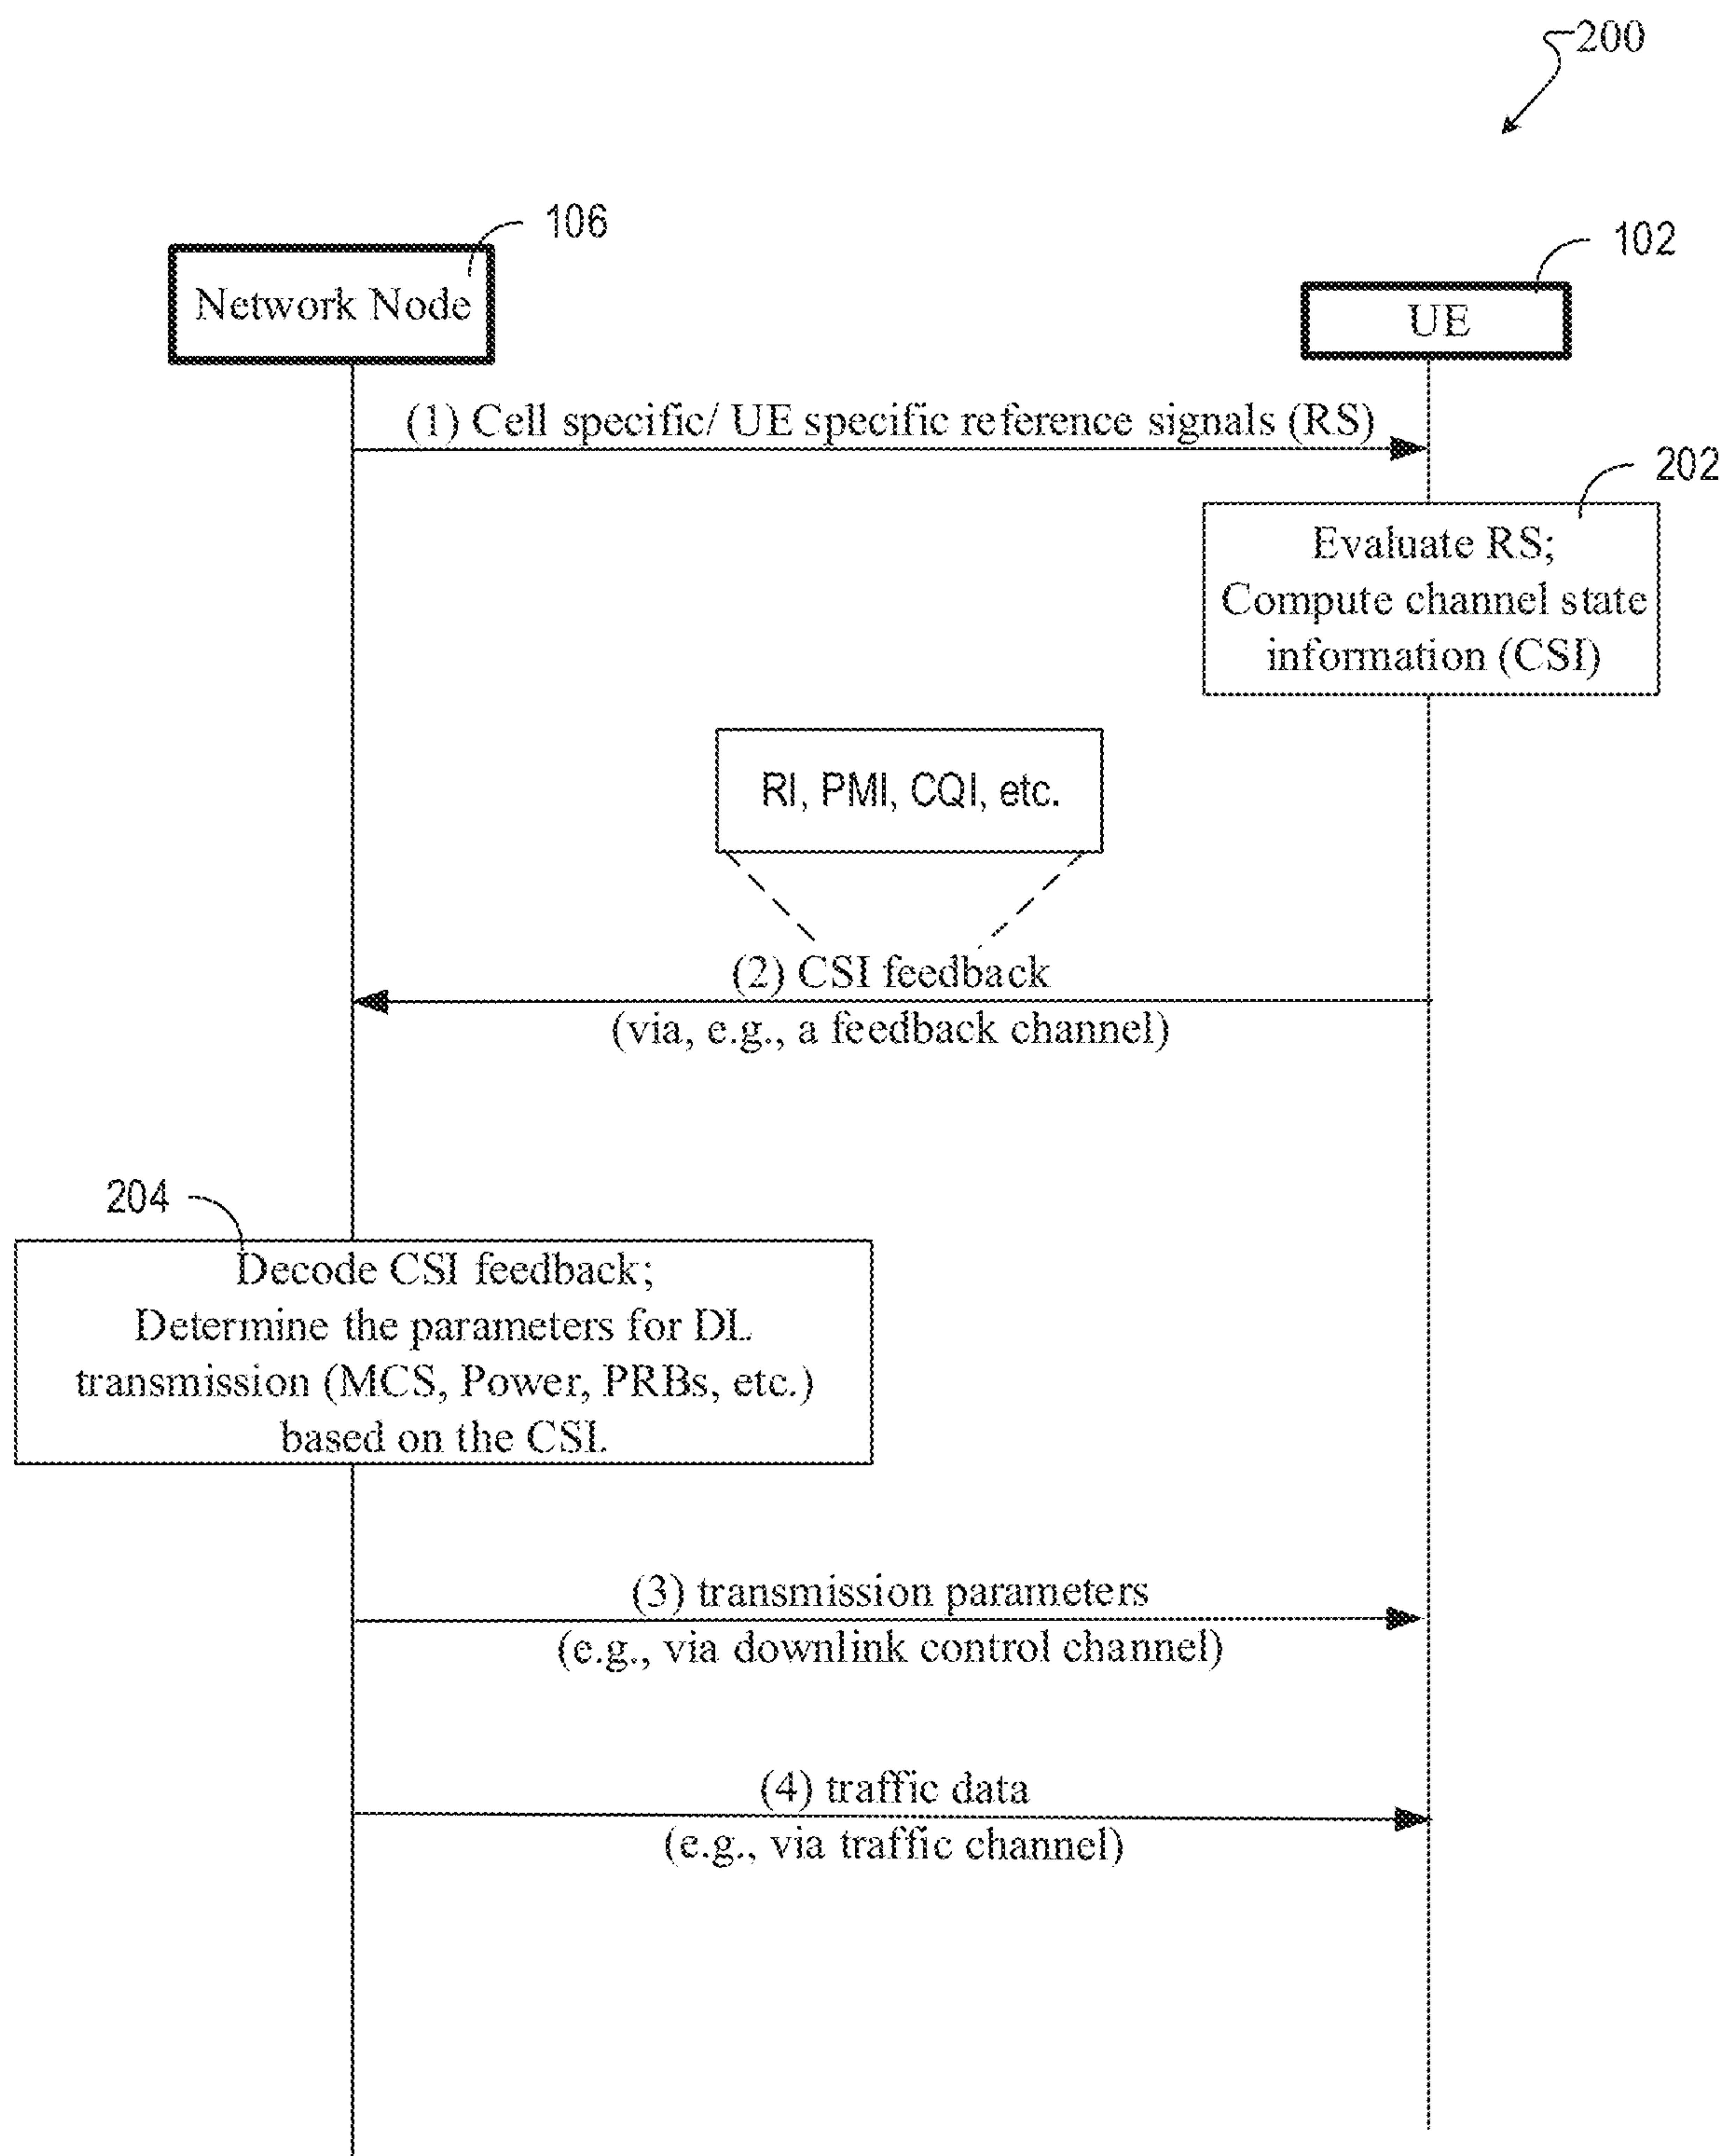 200
106
Network Node
102
UE
(1) Cell specific/ UE specific reference signals (RS)
202
Evaluate RS;
Compute channel state
information (CSI)
RI, PMI, CQI, etc.
(2) CSI feedback
(via, e.g., a feedback channel)
204
Decode CSI feedback;
Determine the parameters for DL
transmission (MCS, Power, PRBs, etc.)
based on the CSI.
(3) transmission parameters
(e.g., via downlink control channel)
(4) traffic data
(e.g., via traffic channel)